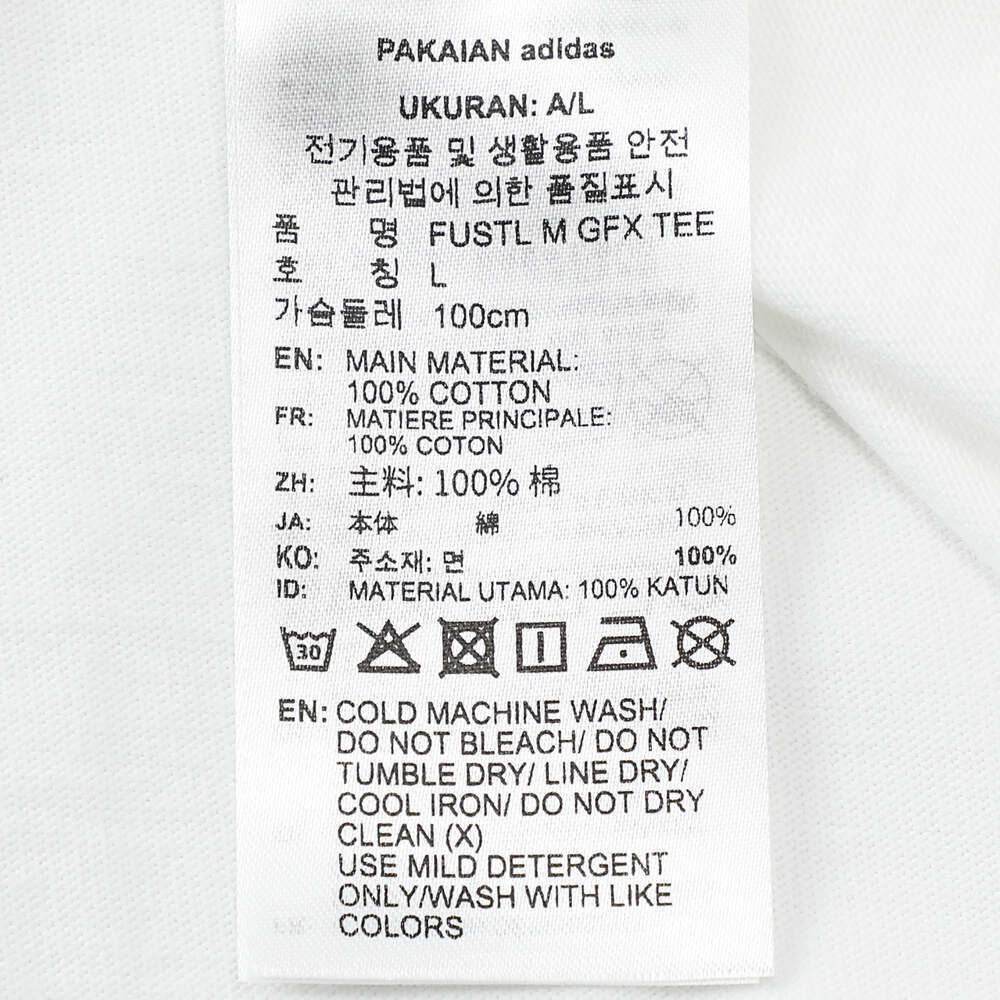 PAKAIAN adidas
UKURAN: A/L
전기용품 및 생활용품 안전
관리법에 의한 품질표시
품 명 FUSTL M GFX TEE
호 칭 L
가슴둘레 100cm
EN: MAIN MATERIAL:
100% COTTON
FR: MATIERE PRINCIPALE:
100% COTON
ZH: 主料: 100% 棉
JA: 本体 綿 100%
KO: 주소재: 면 100%
ID: MATERIAL UTAMA: 100% KATUN
30
EN: COLD MACHINE WASH/
DO NOT BLEACH/ DO NOT
TUMBLE DRY/ LINE DRY/
COOL IRON/ DO NOT DRY
CLEAN (X)
USE MILD DETERGENT
ONLY/WASH WITH LIKE
COLORS